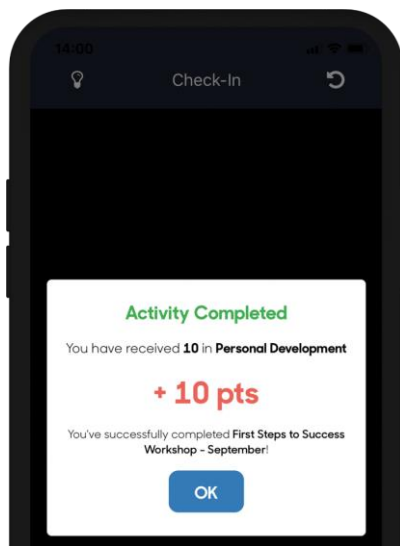 14:00
Check-In
Activity Completed
You have received 10 in Personal Development
+ 10 pts
You've successfully completed First Steps to Success
Workshop - September!
OK